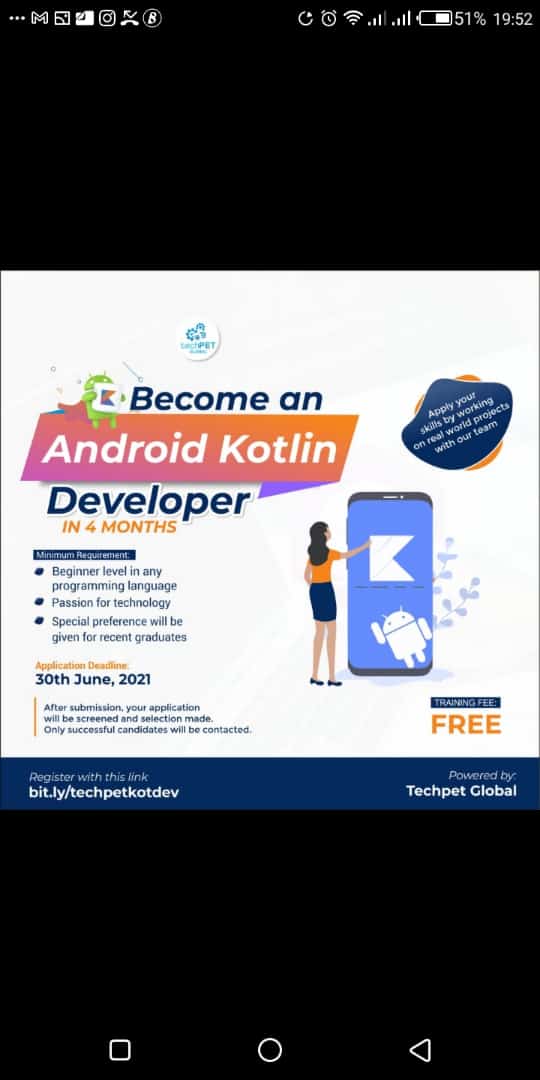 51% 19:52
techPET
GLOBAL
Become an
Android Kotlin
Developer
IN 4 MONTHS
Apply your
skills by working
on real world projects
with our team
Minimum Requirement:
Beginner level in any
programming language
Passion for technology
Special preference will be
given for recent graduates
Application Deadline:
30th June, 2021
After submission, your application
will be screened and selection made.
Only successful candidates will be contacted.
TRAINING FEE:
FREE
Register with this link
bit.ly/techpetkotdev
Powered by:
Techpet Global